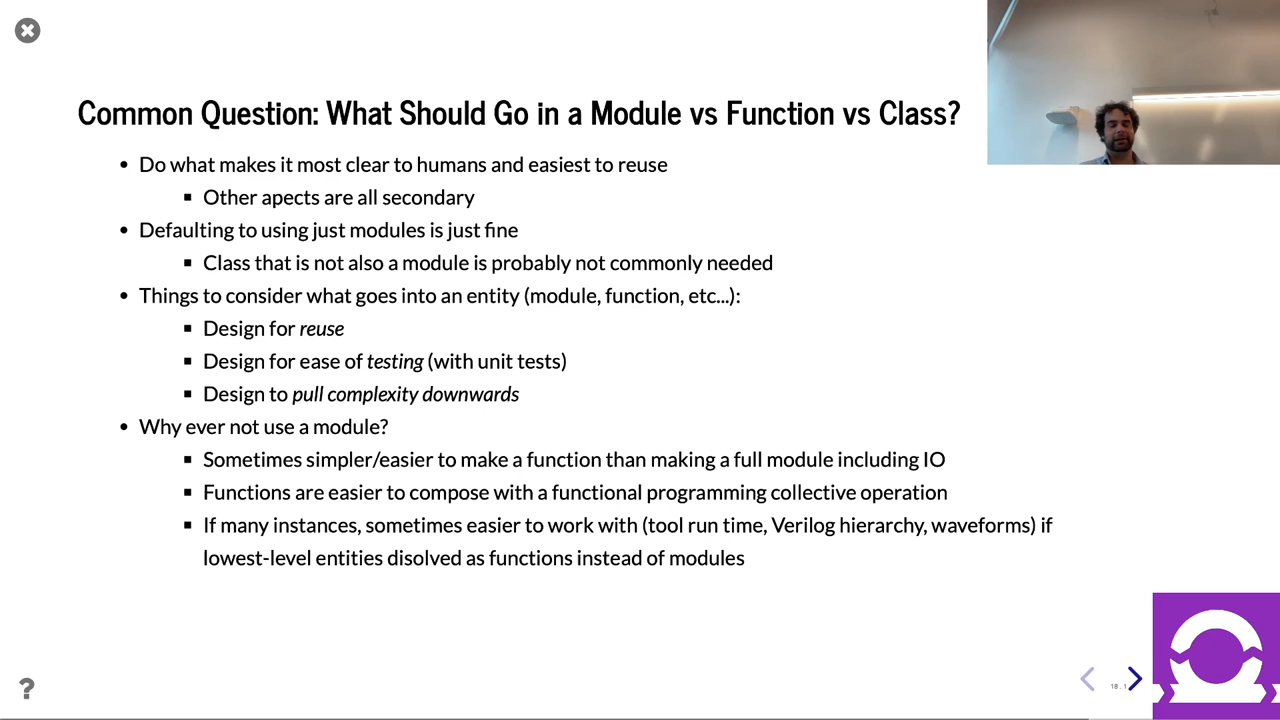 Common Question: What Should Go in a Module vs Function vs Class?
• Do what makes it most clear to humans and easiest to reuse
▪ Other apects are all secondary
• Defaulting to using just modules is just fine
▪ Class that is not also a module is probably not commonly needed
• Things to consider what goes into an entity (module, function, etc...):
▪ Design for reuse
▪ Design for ease of testing (with unit tests)
▪ Design to pull complexity downwards
• Why ever not use a module?
▪ Sometimes simpler/easier to make a function than making a full module including IO
▪ Functions are easier to compose with a functional programming collective operation
▪ If many instances, sometimes easier to work with (tool run time, Verilog hierarchy, waveforms) if
lowest-level entities disolved as functions instead of modules
?
18.1